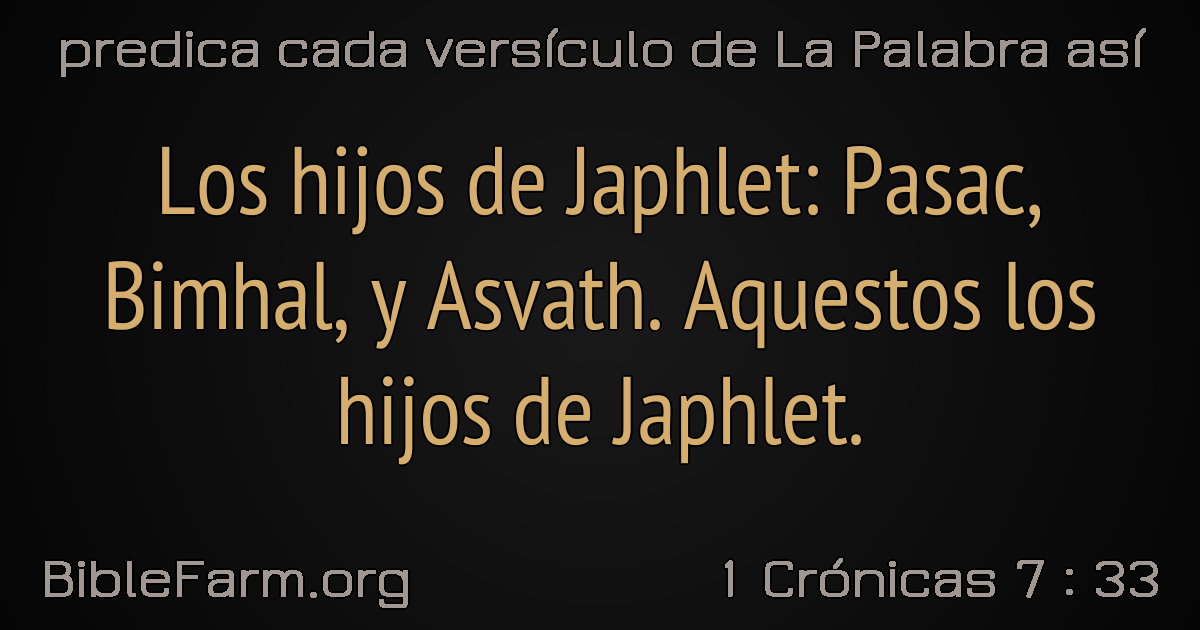 predica cada versículo de La Palabra así
Los hijos de Japhlet: Pasac,
Bimhal, y Asvath. Aquestos los
hijos de Japhlet.
BibleFarm.org
1 Crónicas 7 : 33